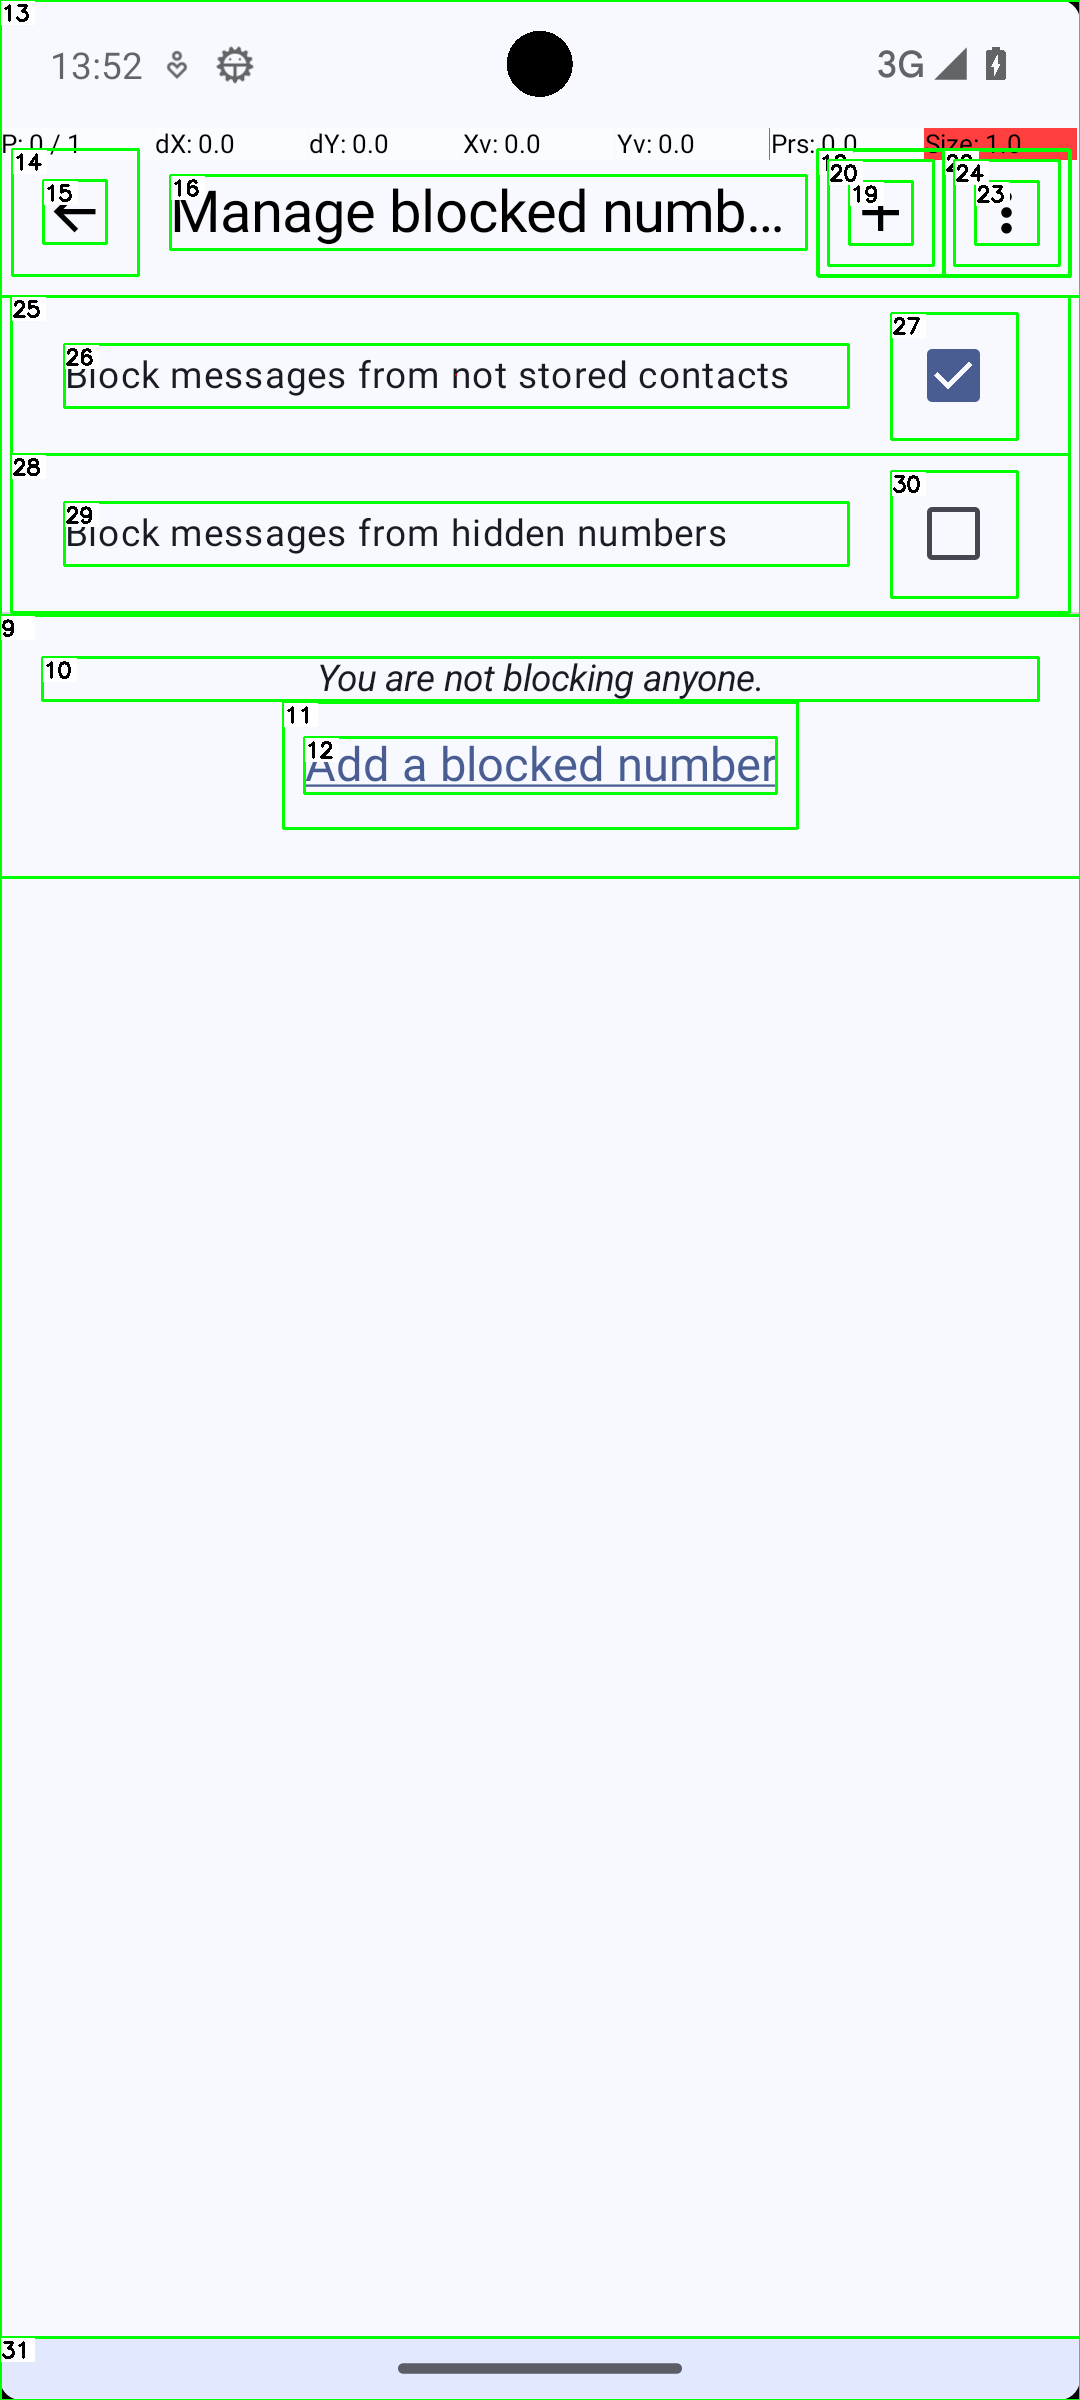 13:52 3G
P: 0 / 1 dX: 0.0 dY: 0.0 Xv: 0.0 Yv: 0.0 Prs: 0.0 Size: 1.0
13
14
15
16
Manage blocked numb...
20
19
24
23
25
26
Block messages from not stored contacts
27
28
29
Block messages from hidden numbers
30
9
10
You are not blocking anyone.
11
12
Add a blocked number
31